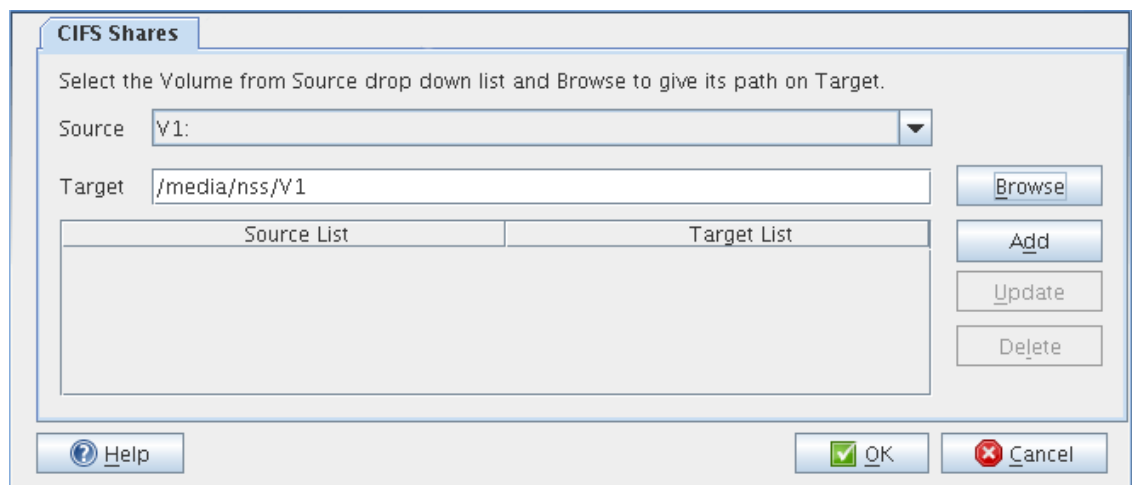 CIFS Shares
Select the Volume from Source drop down list and Browse to give its path on Target.
Source V1:
Target /media/nss/V1 Browse
Source List Target List Add
Update
Delete
Help OK Cancel